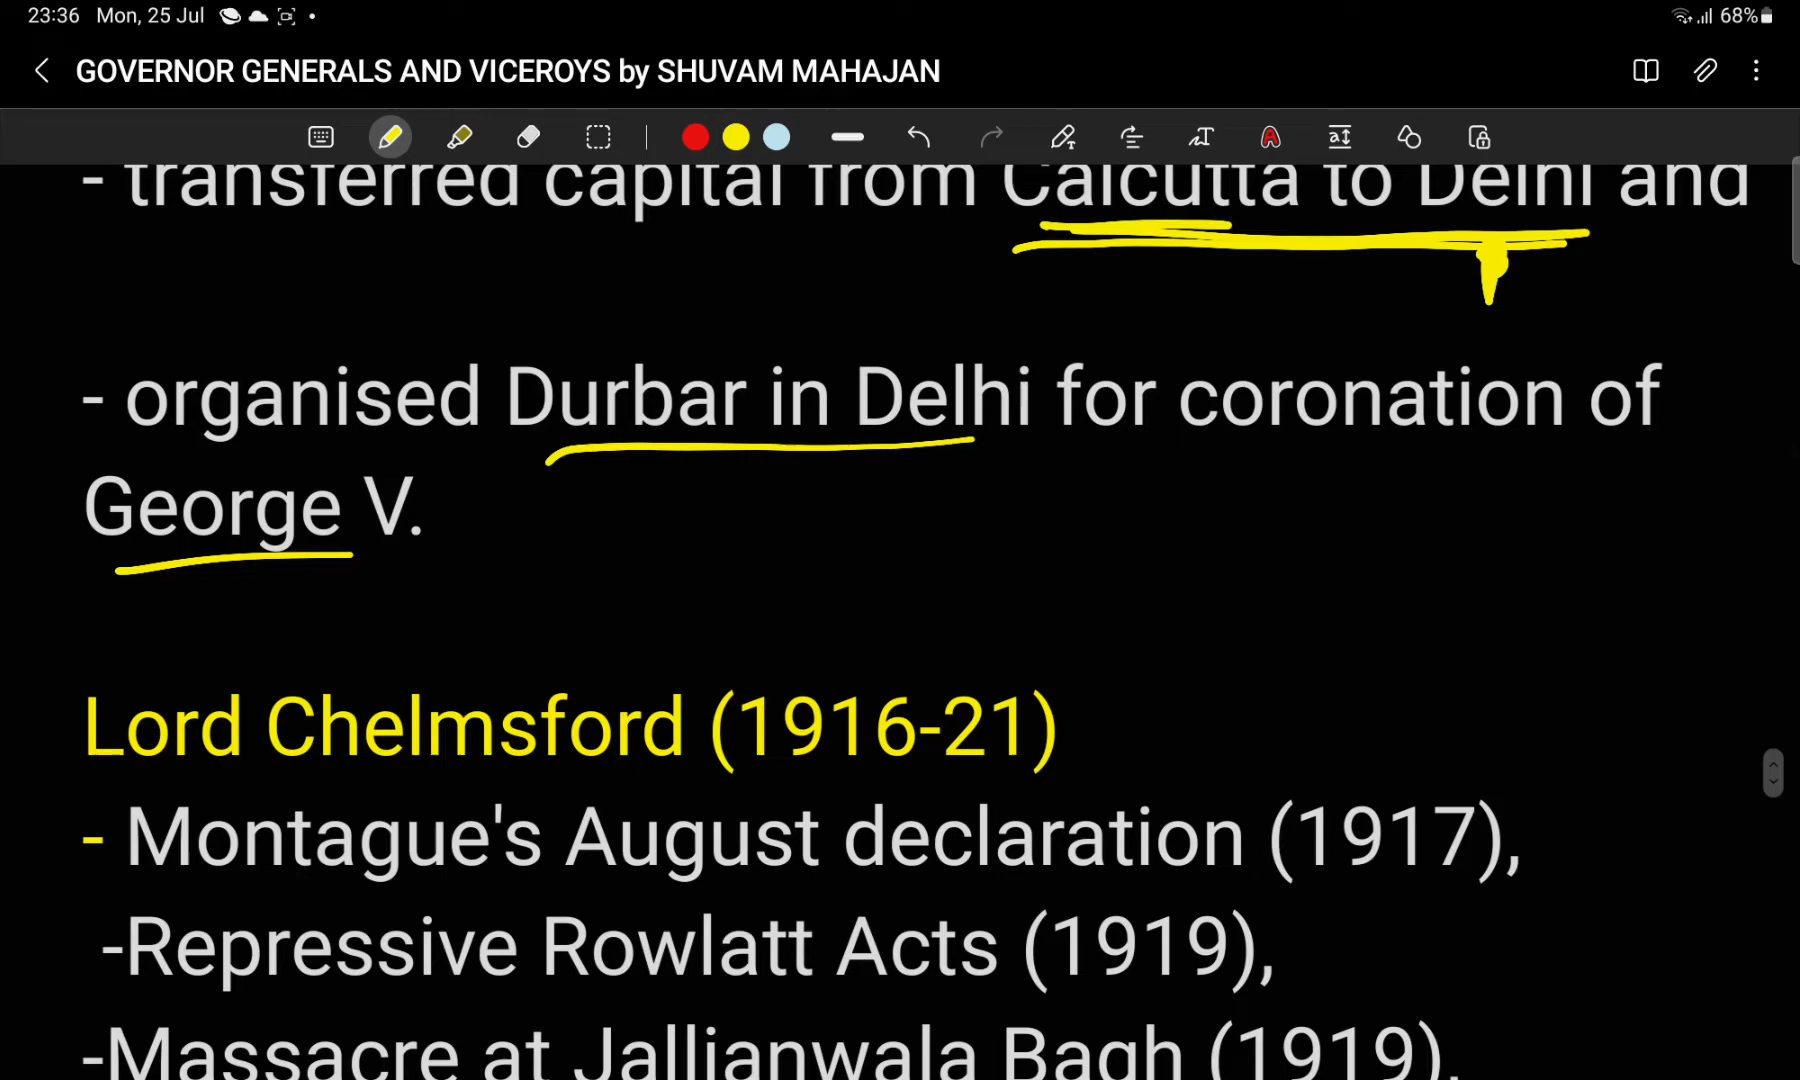 23:36 Mon, 25 Jul 68%
GOVERNOR GENERALS AND VICEROYS by SHUVAM MAHAJAN
- transferred capital from Calcutta to Delhi and
- organised Durbar in Delhi for coronation of
George V.
Lord Chelmsford (1916-21)
- Montague's August declaration (1917),
-Repressive Rowlatt Acts (1919),
-Massacre at Jallianwala Bagh (1919),